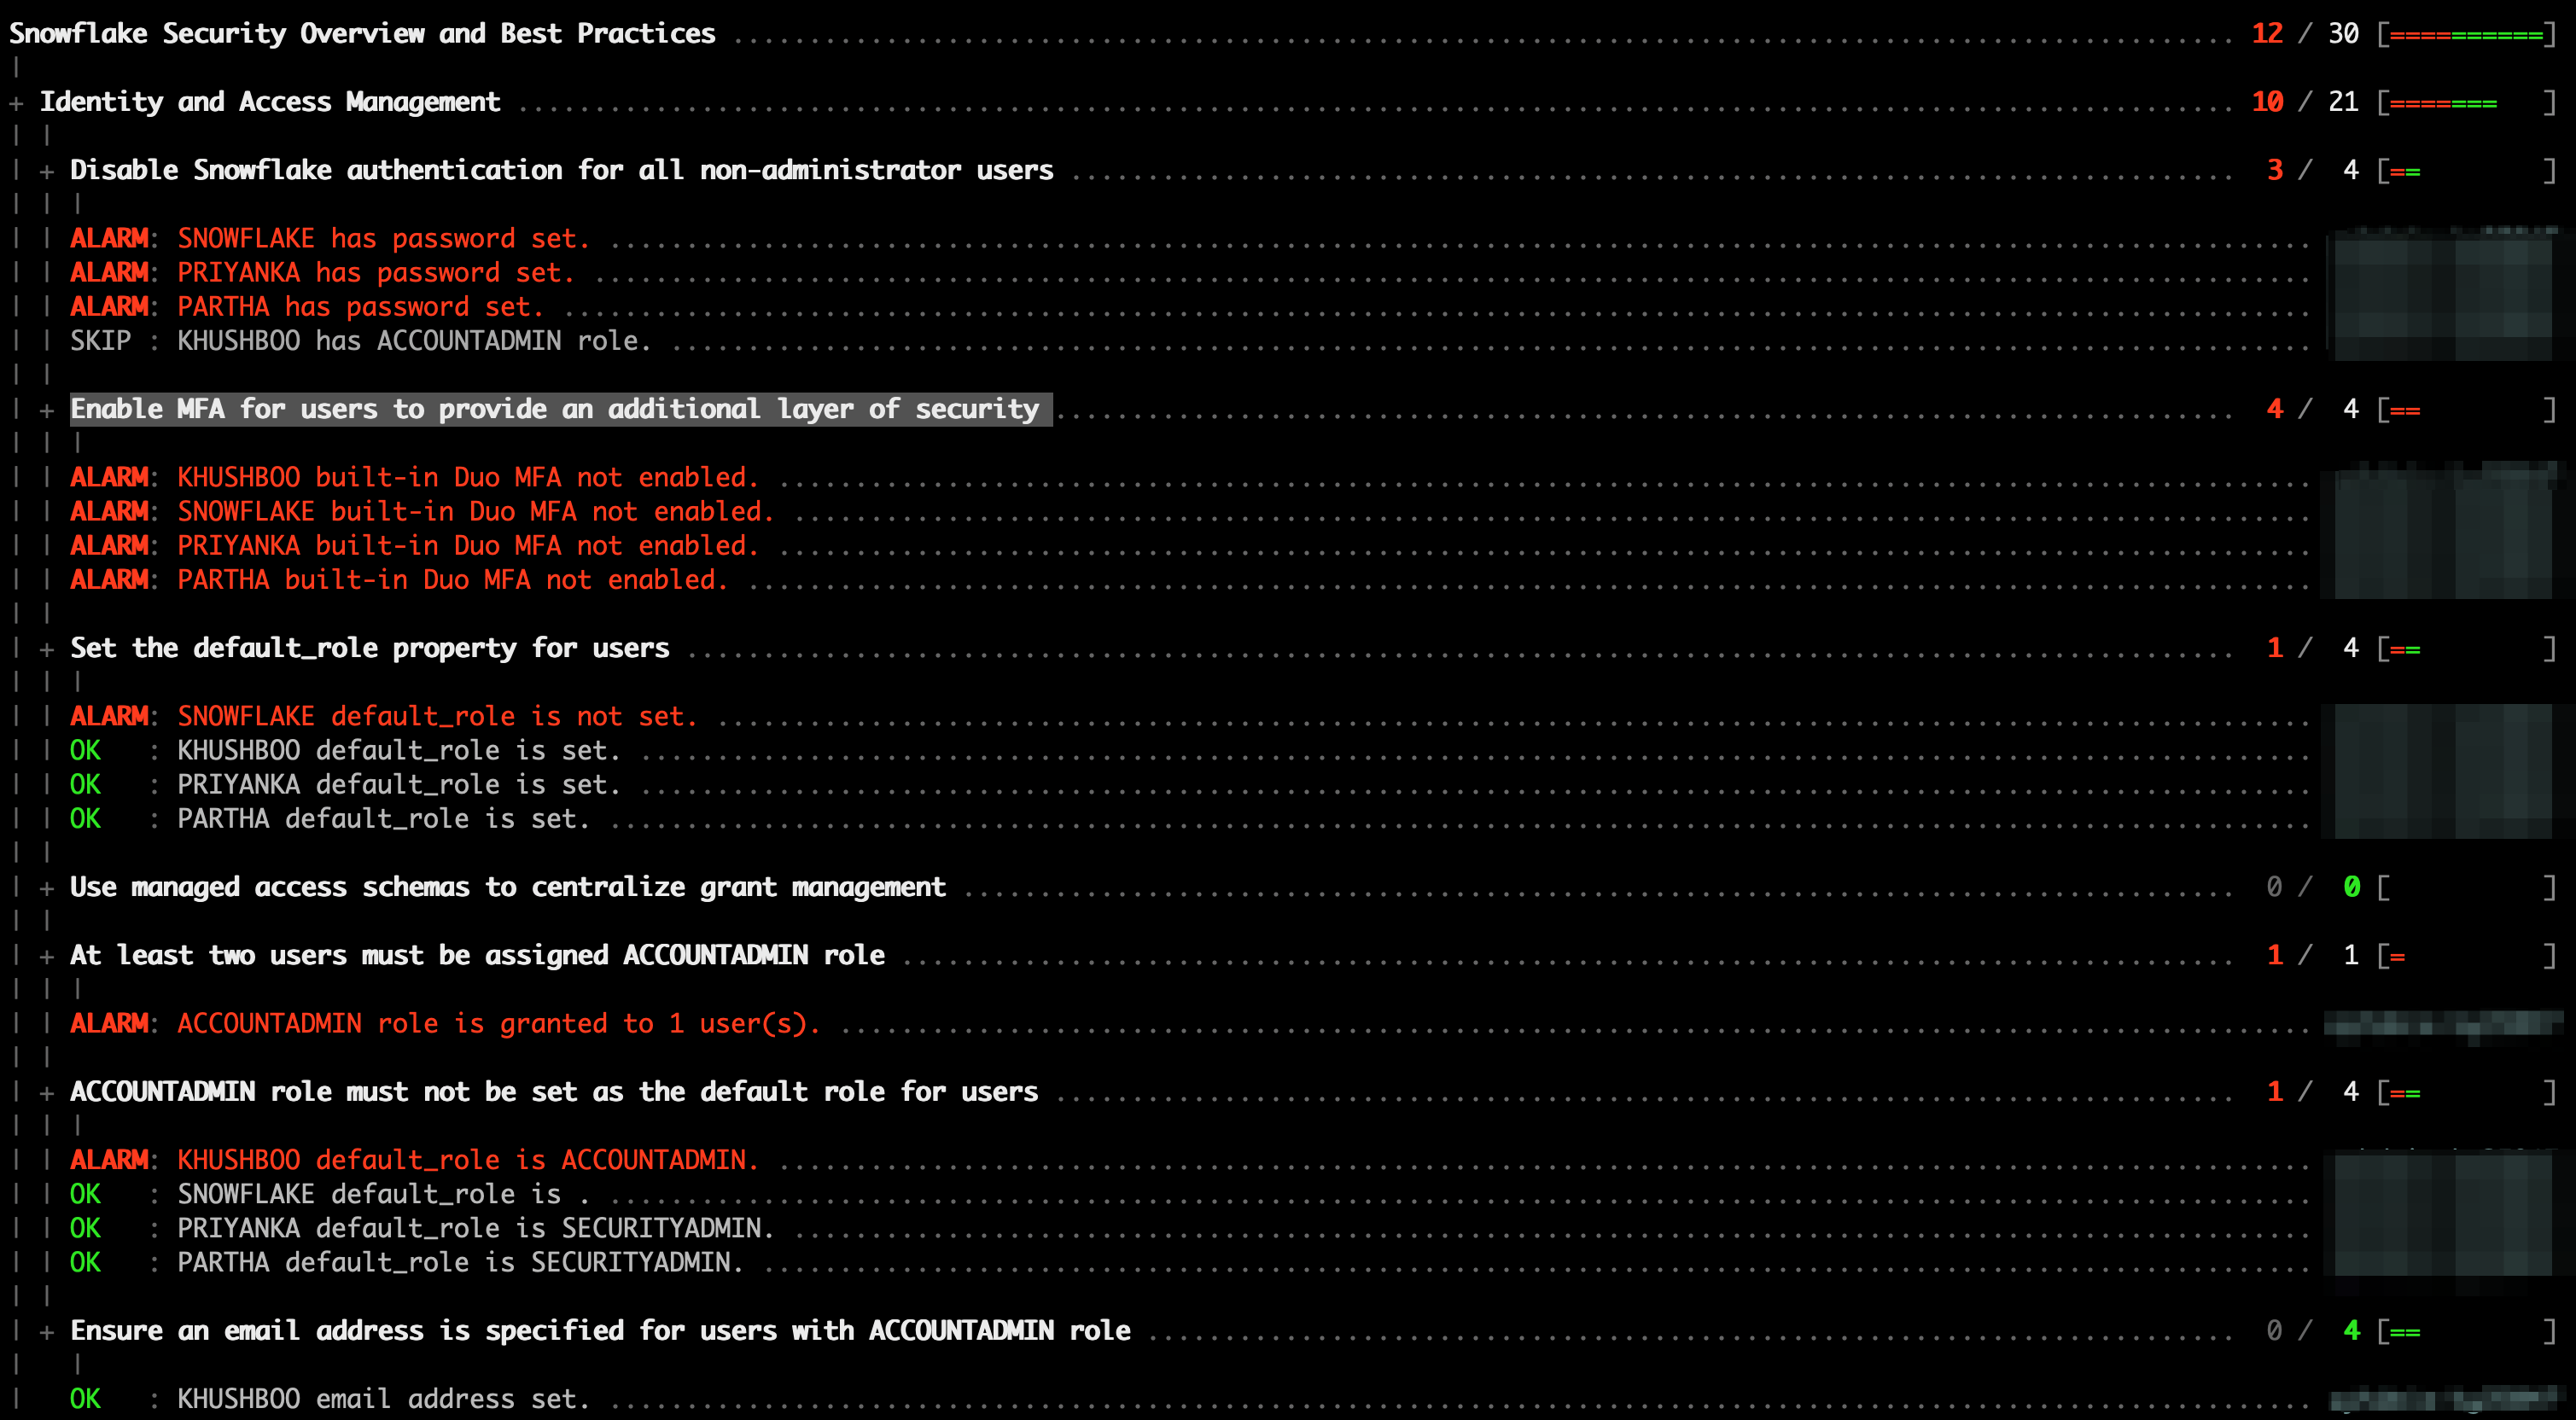 Snowflake Security Overview and Best Practices ........................ 12 / 30 [==========]
|
+ Identity and Access Management ........................ 10 / 21 [======= ]
| |
| + Disable Snowflake authentication for all non-administrator users ........................ 3 / 4 [== ]
| | |
| | ALARM: SNOWFLAKE has password set. ........................
| | ALARM: PRIYANKA has password set. ........................
| | ALARM: PARTHA has password set. ........................
| | SKIP : KHUSHBOO has ACCOUNTADMIN role. ........................
| |
| + Enable MFA for users to provide an additional layer of security ........................ 4 / 4 [== ]
| | |
| | ALARM: KHUSHBOO built-in Duo MFA not enabled. ........................
| | ALARM: SNOWFLAKE built-in Duo MFA not enabled. ........................
| | ALARM: PRIYANKA built-in Duo MFA not enabled. ........................
| | ALARM: PARTHA built-in Duo MFA not enabled. ........................
| |
| + Set the default_role property for users ........................ 1 / 4 [== ]
| | |
| | ALARM: SNOWFLAKE default_role is not set. ........................
| | OK : KHUSHBOO default_role is set. ........................
| | OK : PRIYANKA default_role is set. ........................
| | OK : PARTHA default_role is set. ........................
| |
| + Use managed access schemas to centralize grant management ........................ 0 / 0 [ ]
| |
| + At least two users must be assigned ACCOUNTADMIN role ........................ 1 / 1 [= ]
| | |
| | ALARM: ACCOUNTADMIN role is granted to 1 user(s). ........................
| |
| + ACCOUNTADMIN role must not be set as the default role for users ........................ 1 / 4 [== ]
| | |
| | ALARM: KHUSHBOO default_role is ACCOUNTADMIN. ........................
| | OK : SNOWFLAKE default_role is . ........................
| | OK : PRIYANKA default_role is SECURITYADMIN. ........................
| | OK : PARTHA default_role is SECURITYADMIN. ........................
| |
| + Ensure an email address is specified for users with ACCOUNTADMIN role ........................ 0 / 4 [== ]
| |
| OK : KHUSHBOO email address set. ........................